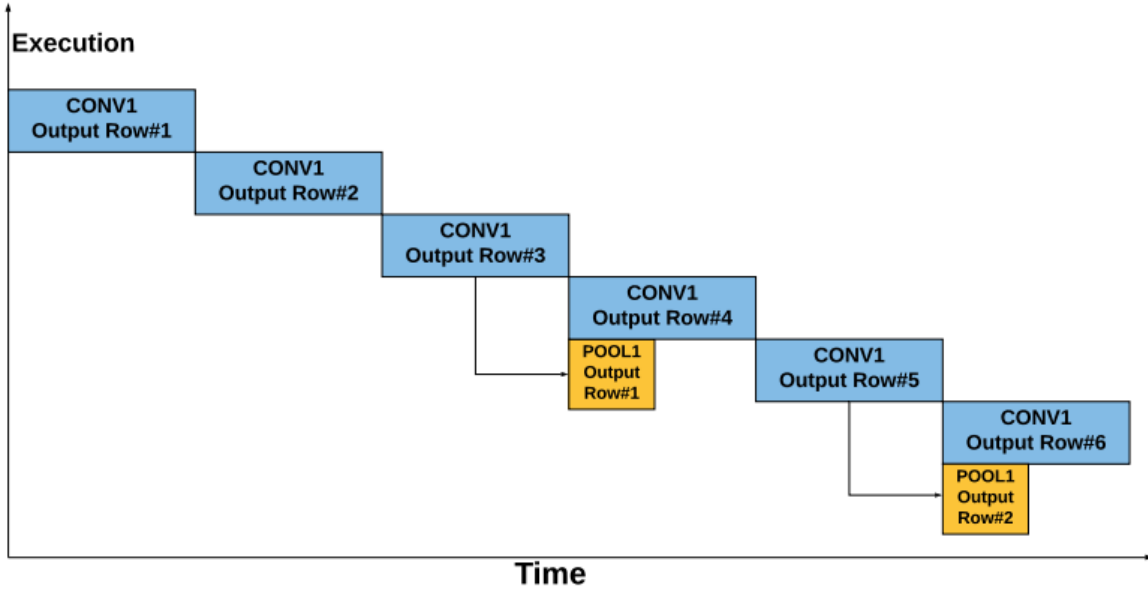 Execution
CONV1
Output Row#1
CONV1
Output Row#2
CONV1
Output Row#3
CONV1
Output Row#4
POOL1
Output
Row#1
CONV1
Output Row#5
CONV1
Output Row#6
POOL1
Output
Row#2
Time